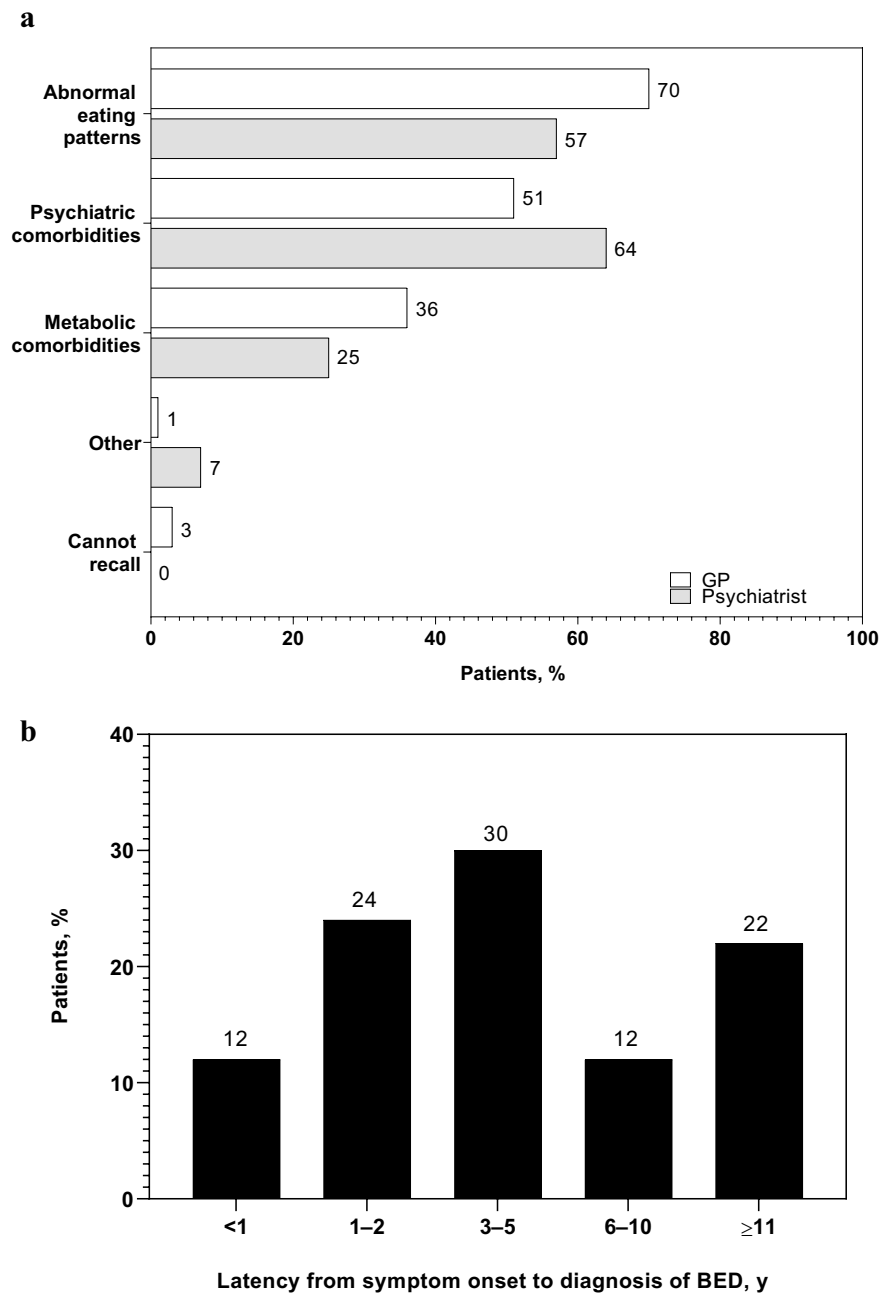 a
Abnormal
eating
patterns
70
57
Psychiatric
comorbidities
51
64
Metabolic
comorbidities
36
25
Other
1
7
Cannot
recall
3
0
GP
Psychiatrist
0 20 40 60 80 100
Patients, %
b
40
30
20
10
0
Patients, %
12
24
30
12
22
<1 1–2 3–5 6–10 ≥11
Latency from symptom onset to diagnosis of BED, y